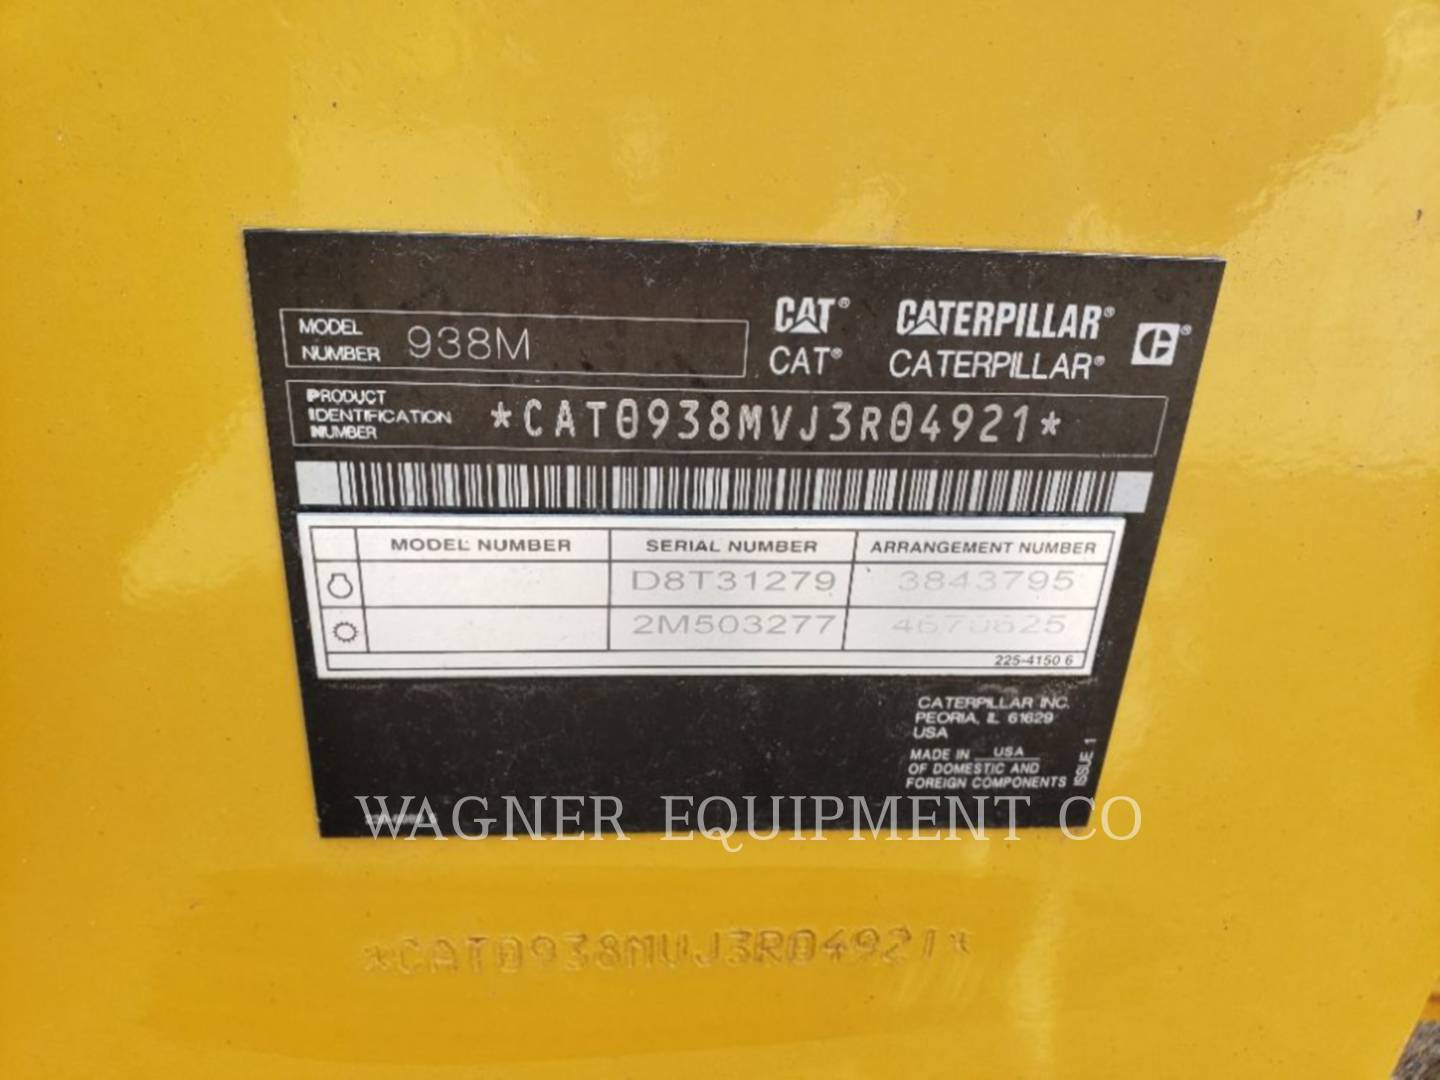 CAT® CATERPILLAR®
MODEL NUMBER 938M
CAT® CATERPILLAR®
PRODUCT IDENTIFICATION NUMBER *CAT0938MVJ3R04921*
MODEL NUMBER SERIAL NUMBER ARRANGEMENT NUMBER
D8T31279 3843795
2M503277
225-4150 6
CATERPILLAR INC.
PEORIA, IL 61629
USA
MADE IN USA
OF DOMESTIC AND
FOREIGN COMPONENTS
ISSUE 1
WAGNER EQUIPMENT CO
*CAT0938MVJ3R04921*